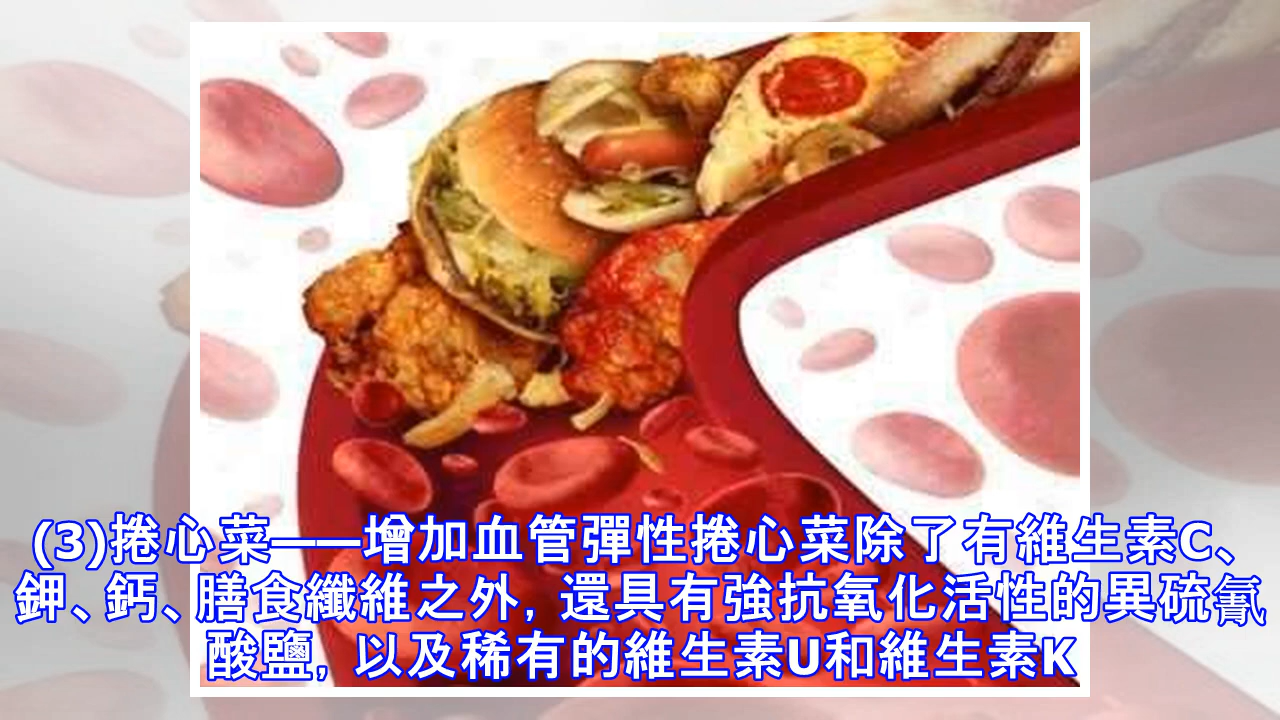 (3)捲心菜──增加血管彈性捲心菜除了有維生素C、
鉀、鈣、膳食纖維之外, 還具有強抗氧化活性的異硫氰
酸鹽, 以及稀有的維生素U和維生素K